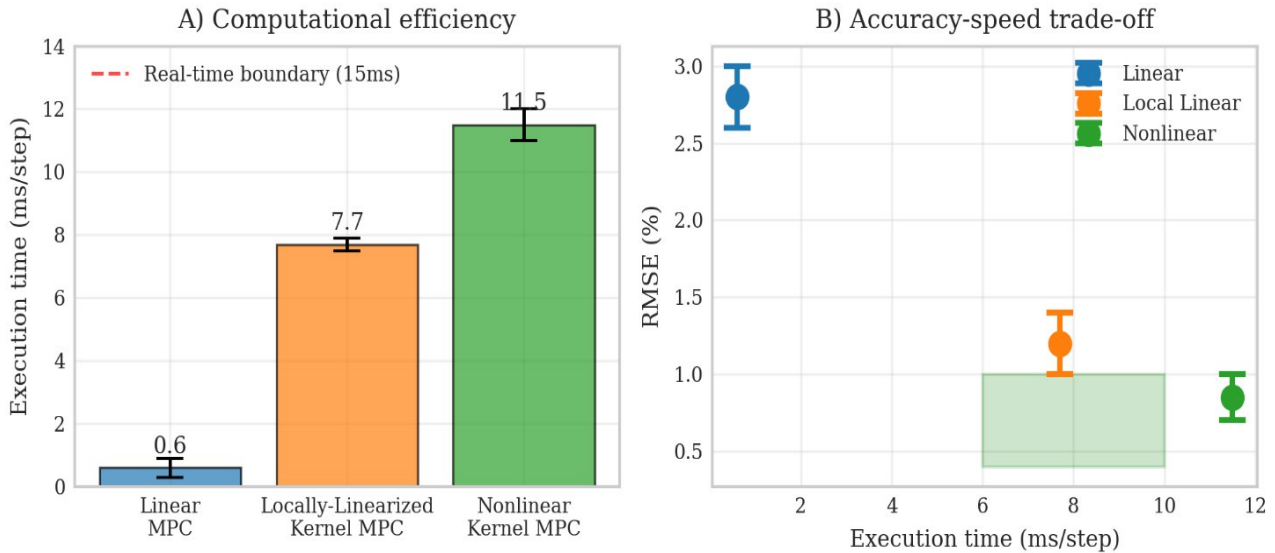 A) Computational efficiency
Execution time (ms/step)
14
12
10
8
6
4
2
0
Real-time boundary (15ms)
0.6
7.7
11.5
Linear
MPC
Locally-Linearized
Kernel MPC
Nonlinear
Kernel MPC
B) Accuracy-speed trade-off
RMSE (%)
3.0
2.5
2.0
1.5
1.0
0.5
Linear
Local Linear
Nonlinear
2
4
6
8
10
12
Execution time (ms/step)